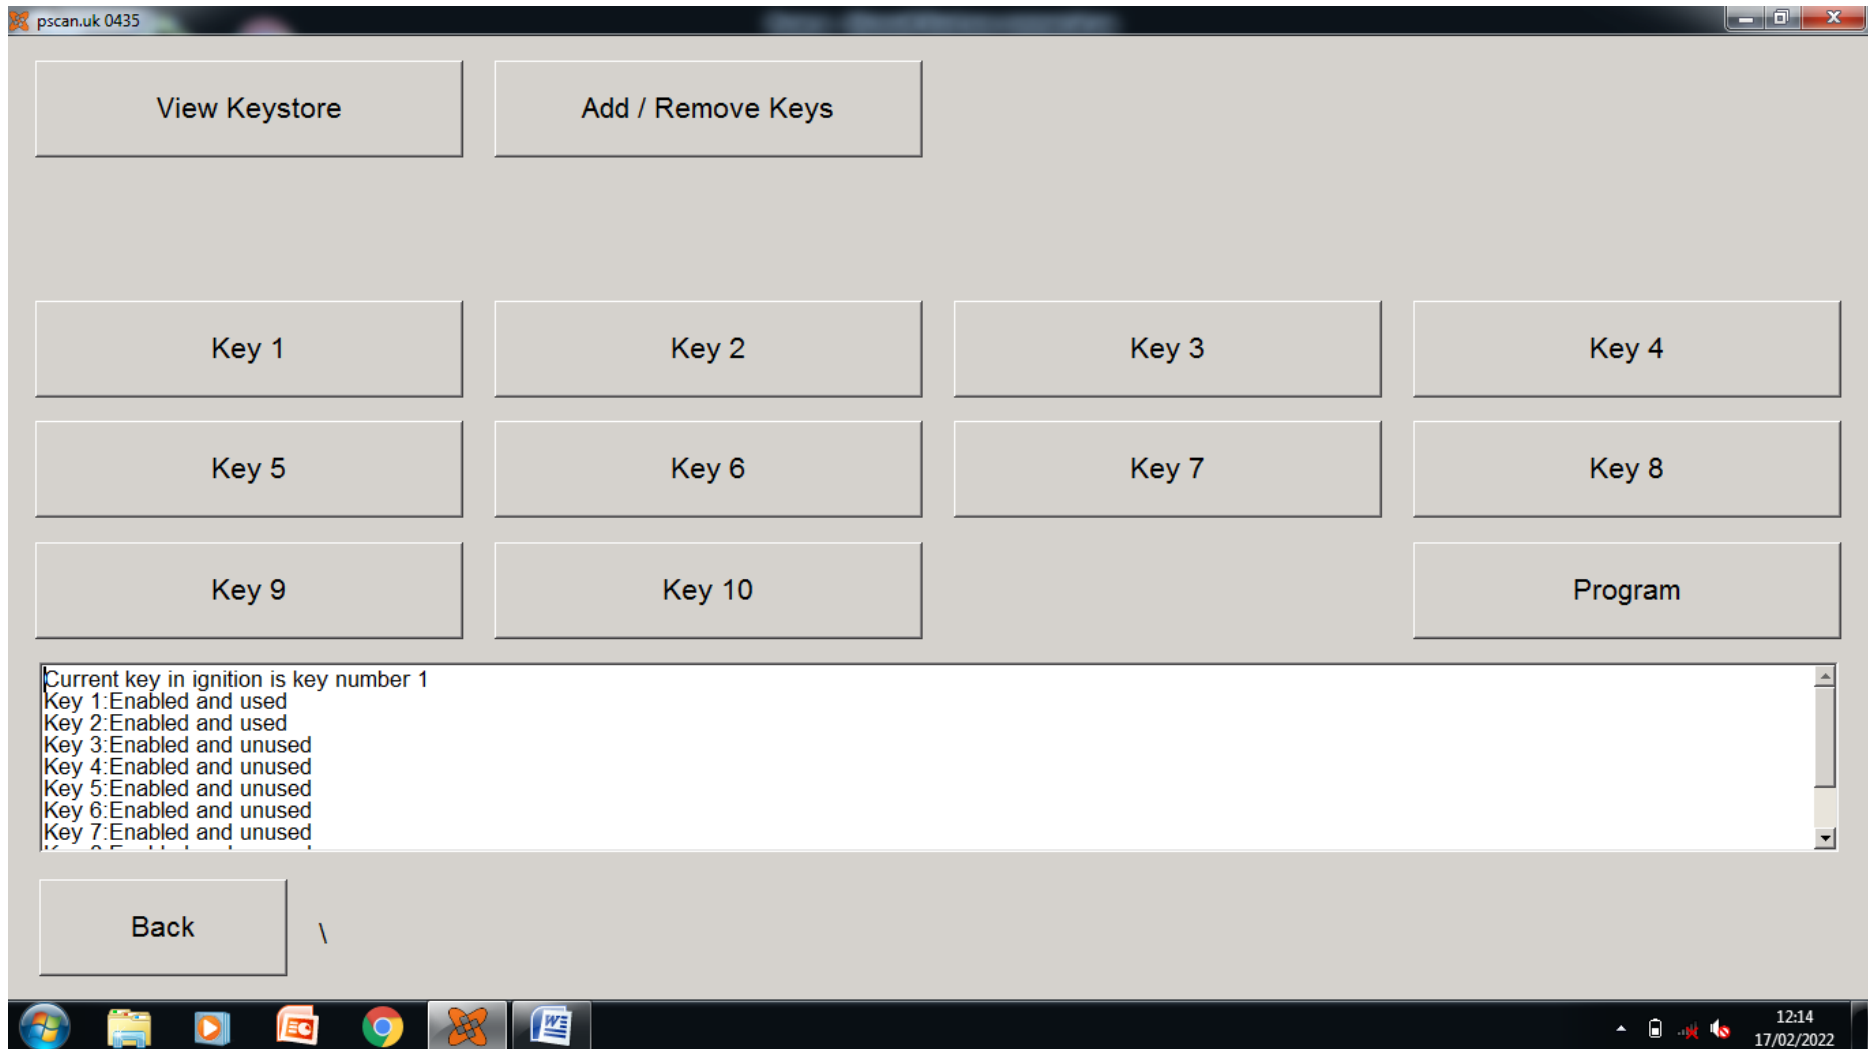 pscan.uk 0435
View Keystore
Add / Remove Keys
Key 1
Key 2
Key 3
Key 4
Key 5
Key 6
Key 7
Key 8
Key 9
Key 10
Program
Current key in ignition is key number 1
Key 1:Enabled and used
Key 2:Enabled and used
Key 3:Enabled and unused
Key 4:Enabled and unused
Key 5:Enabled and unused
Key 6:Enabled and unused
Key 7:Enabled and unused
Back
\
12:14
17/02/2022